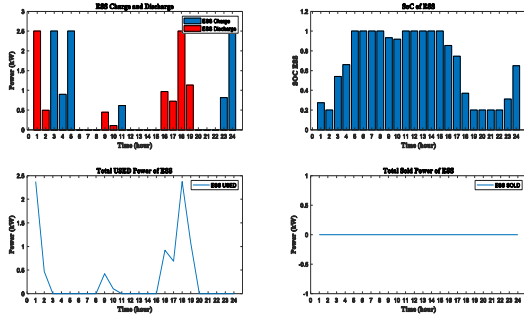 ESS Charge and Discharge
ESS Charge
ESS Discharge
Power (kW)
2.5
2
1.5
1
0.5
0
0 1 2 3 4 5 6 7 8 9 10 11 12 13 14 15 16 17 18 19 20 21 22 23 24
Time (hour)
SoC of ESS
SOC ESS
1.2
1
0.8
0.6
0.4
0.2
0
0 1 2 3 4 5 6 7 8 9 10 11 12 13 14 15 16 17 18 19 20 21 22 23 24
Time (hour)
Total USED Power of ESS
ESS USED
Power (kW)
2.5
2
1.5
1
0.5
0
0 1 2 3 4 5 6 7 8 9 10 11 12 13 14 15 16 17 18 19 20 21 22 23 24
Time (hour)
Total Sold Power of ESS
ESS SOLD
Power (kW)
1
0.5
0
-0.5
-1
0 1 2 3 4 5 6 7 8 9 10 11 12 13 14 15 16 17 18 19 20 21 22 23 24
Time (hour)